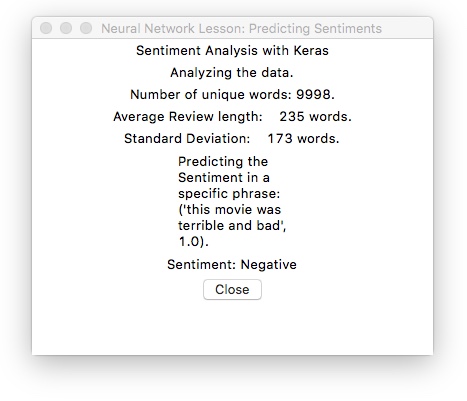 Neural Network Lesson: Predicting Sentiments
Sentiment Analysis with Keras
Analyzing the data.
Number of unique words: 9998.
Average Review length:    235 words.
Standard Deviation:    173 words.
Predicting the
Sentiment in a
specific phrase:
('this movie was
terrible and bad',
1.0).
Sentiment: Negative
Close